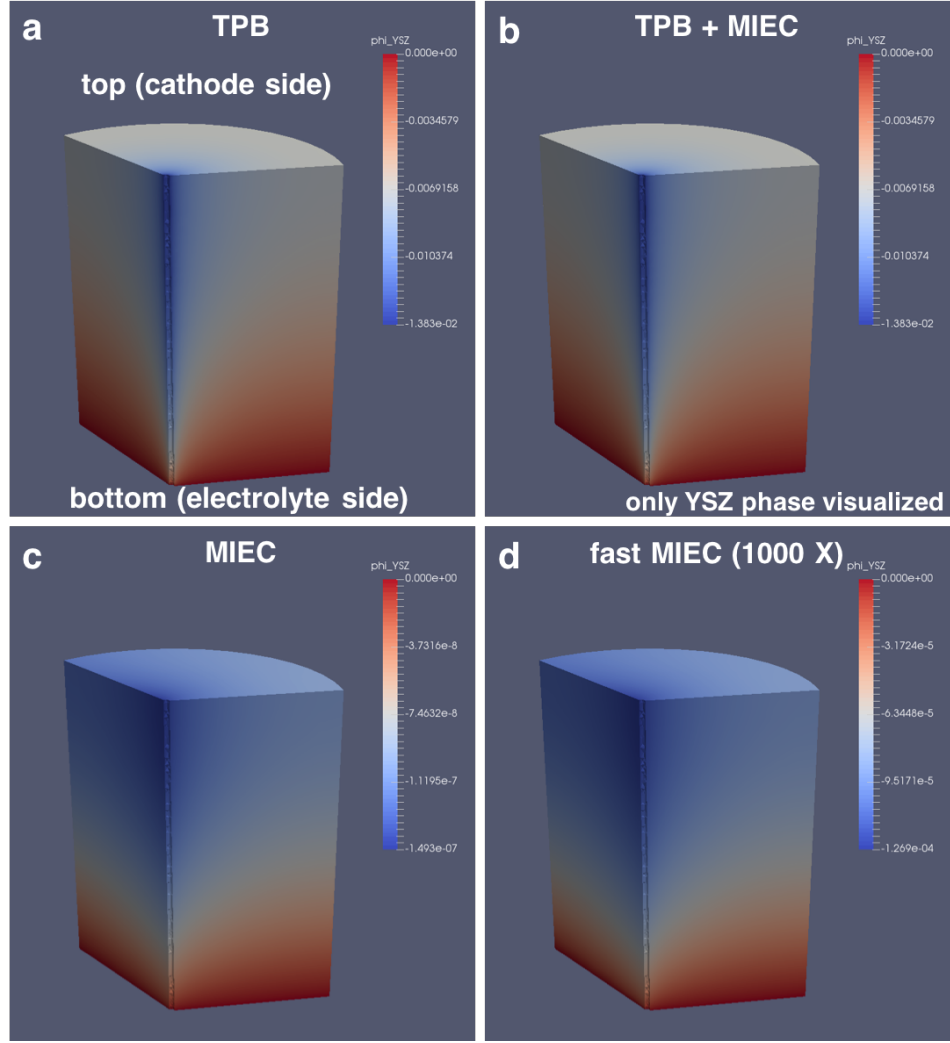 a
TPB
phi_YSZ
0.000e+00
top (cathode side)
-0.0034579
-0.0069158
-0.010374
-1.383e-02
bottom (electrolyte side)
b
TPB + MIEC
phi_YSZ
0.000e+00
-0.0034579
-0.0069158
-0.010374
-1.383e-02
only YSZ phase visualized
c
MIEC
phi_YSZ
0.000e+00
-3.7316e-8
-7.4632e-8
-1.1195e-7
-1.493e-07
d
fast MIEC (1000 X)
phi_YSZ
0.000e+00
-3.1724e-5
-6.3448e-5
-9.5171e-5
-1.269e-04